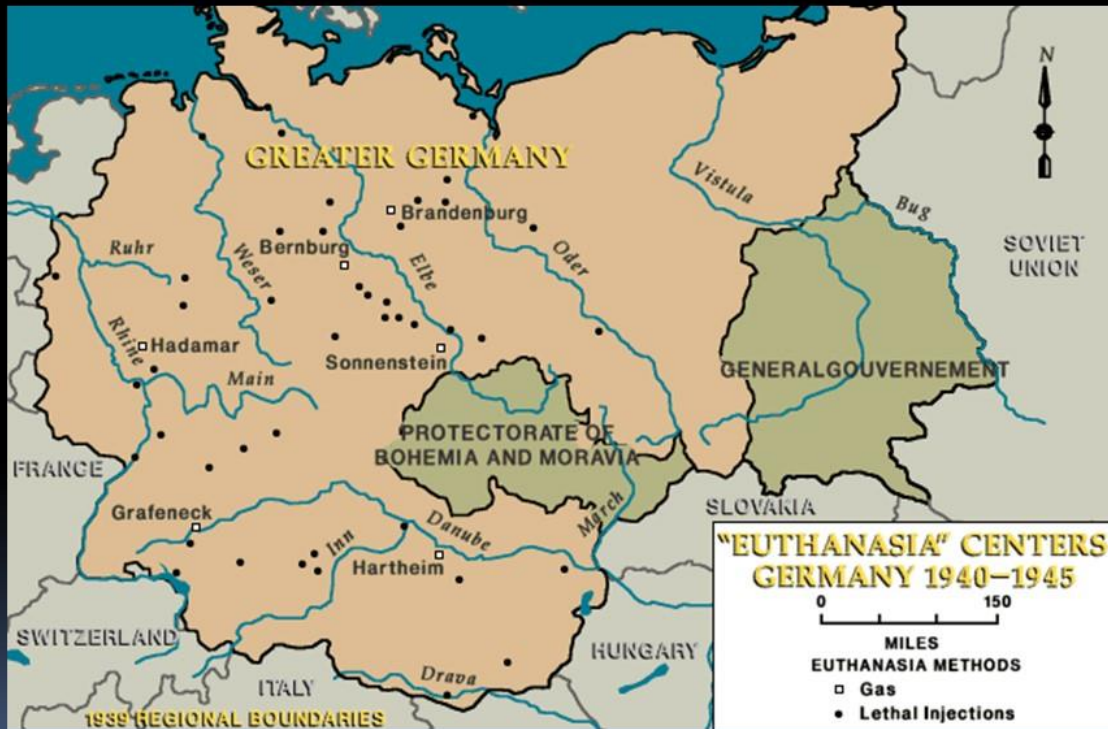 N
GREATER GERMANY
Vistula
Bug
Brandenburg
SOVIET
UNION
Ruhr
Bernburg
Weser
Elbe
Oder
Rhine
Hadamar
Sonnenstein
Main
GENERALGOUVERNEMENT
PROTECTORATE OF
BOHEMIA AND MORAVIA
FRANCE
Grafeneck
Danube
March
SLOVAKIA
Inn
Hartheim
SWITZERLAND
HUNGARY
ITALY
Drava
1939 REGIONAL BOUNDARIES
"EUTHANASIA" CENTERS
GERMANY 1940–1945
0 150
MILES
EUTHANASIA METHODS
Gas
Lethal Injections